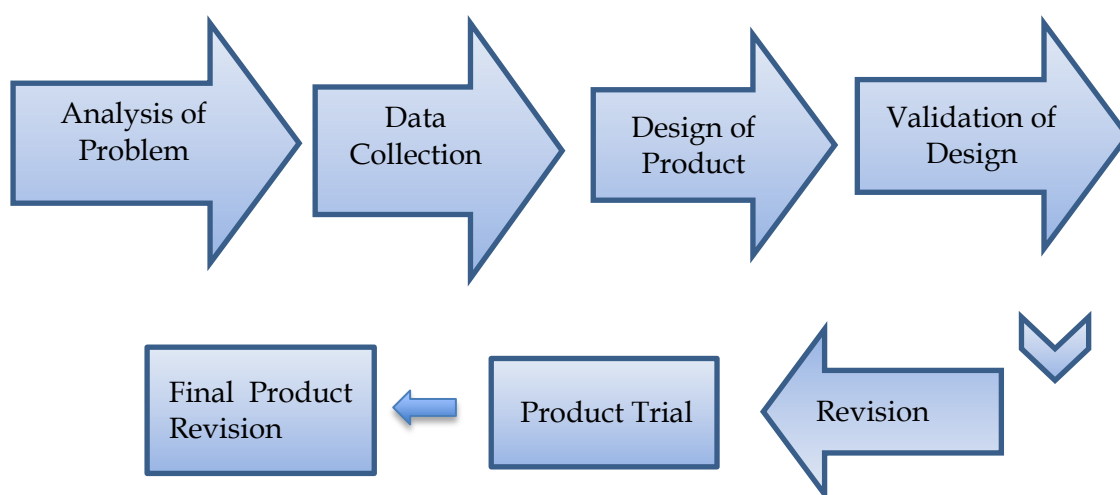 Analysis of
Problem
Data
Collection
Design of
Product
Validation of
Design
Revision
Product Trial
Final Product
Revision